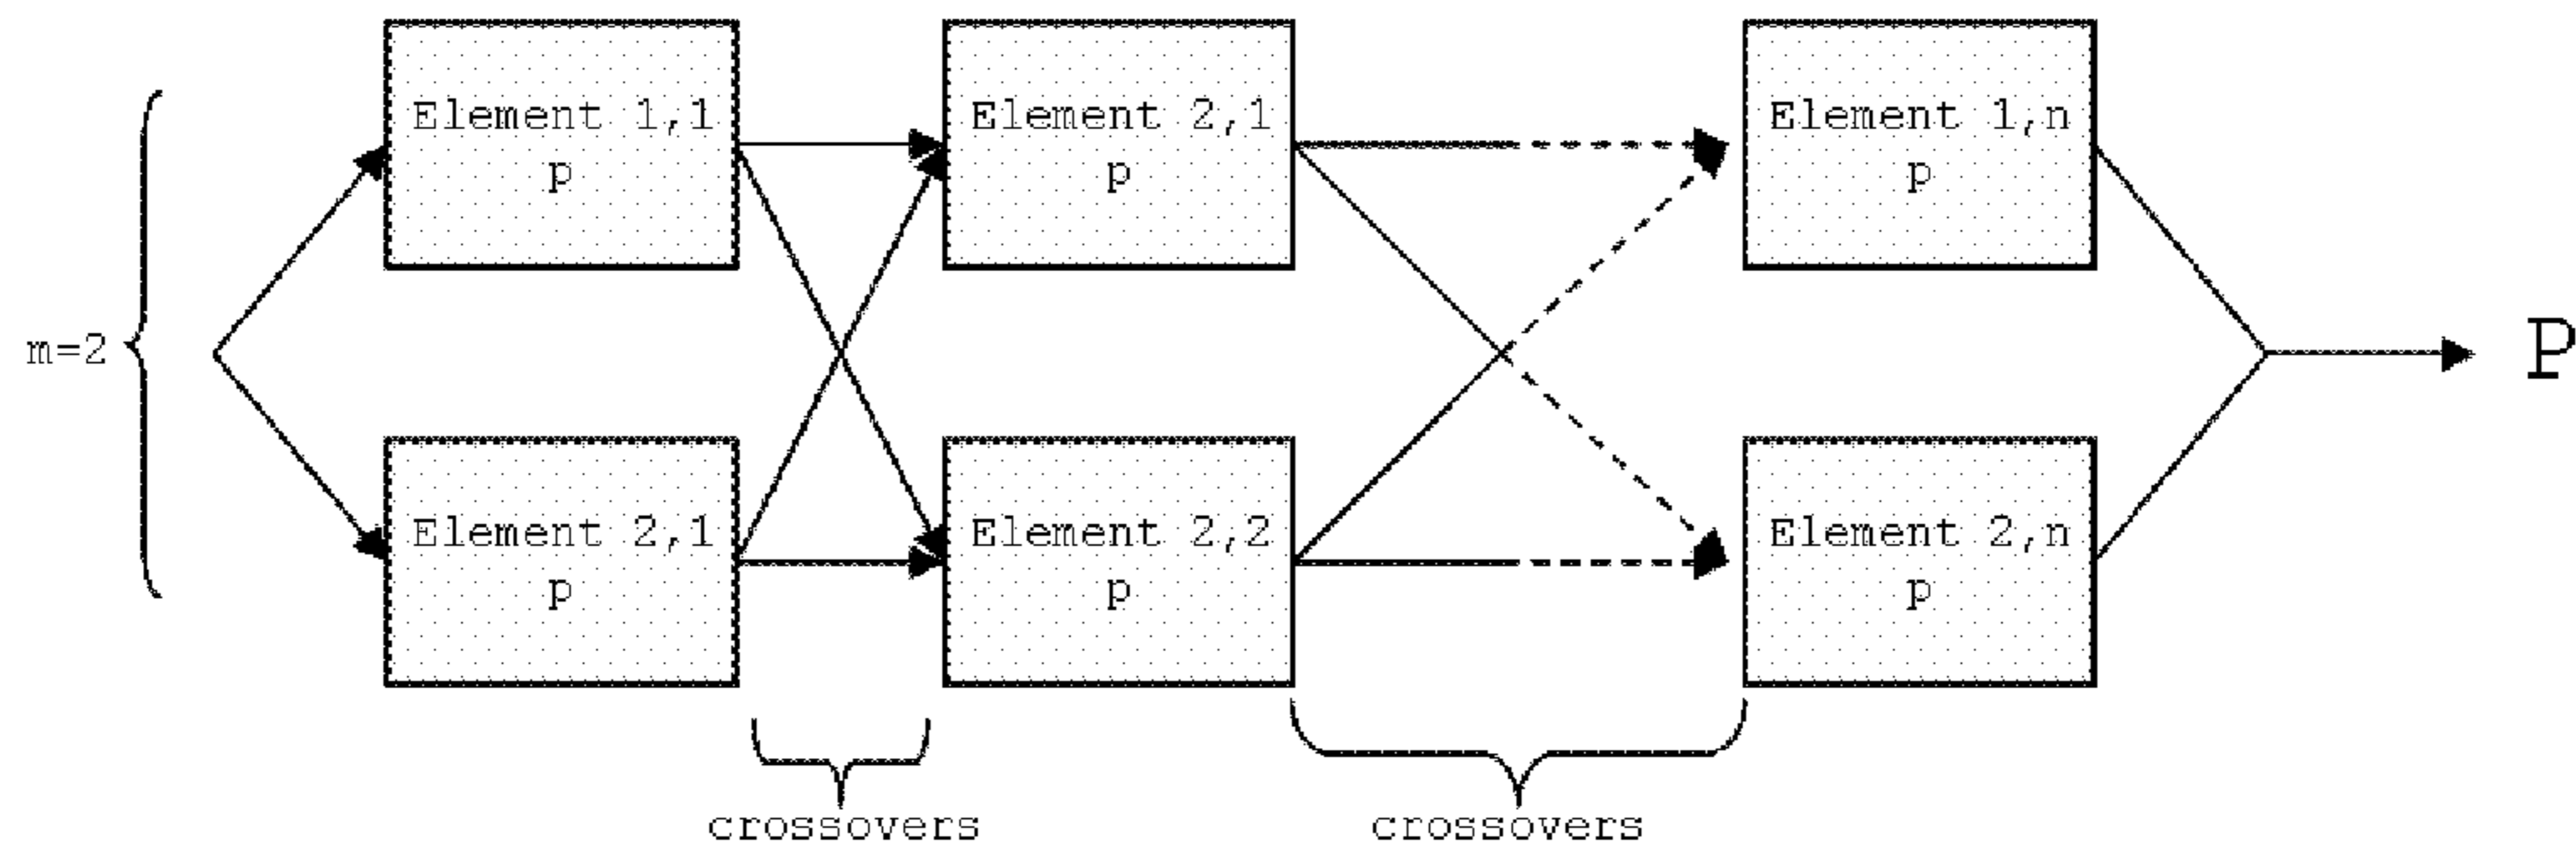 Element 1,1
p
Element 2,1
p
Element 1,n
p
m=2
P
Element 2,1
p
Element 2,2
p
Element 2,n
p
crossovers
crossovers